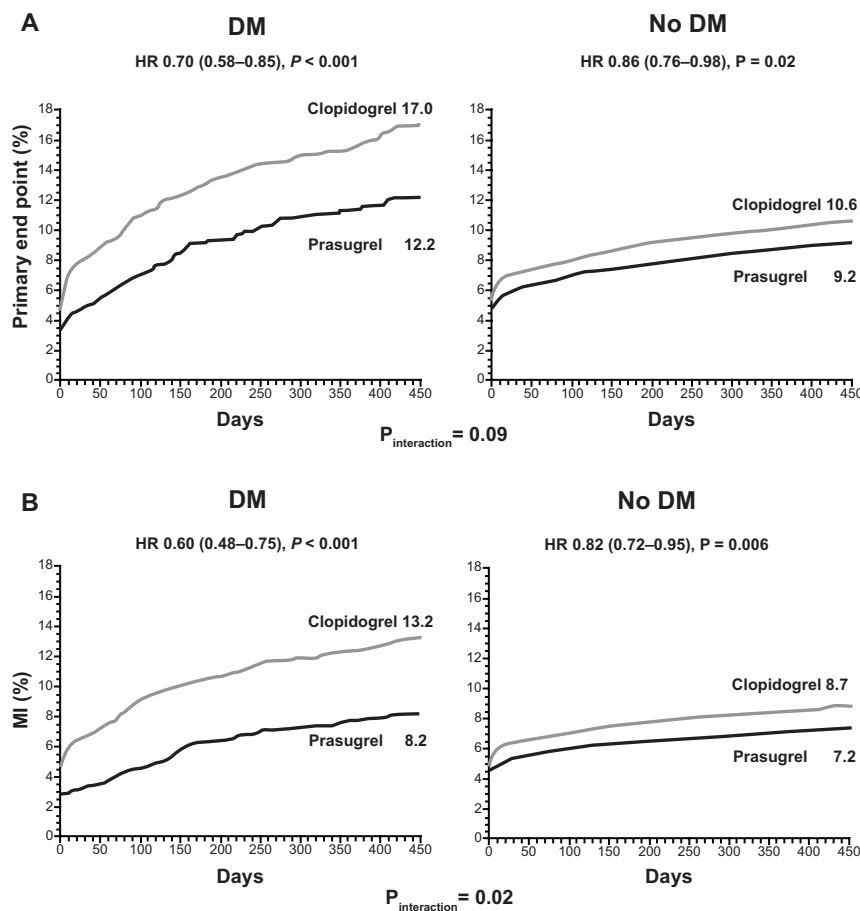 A
DM
No DM
HR 0.70 (0.58–0.85), P < 0.001
HR 0.86 (0.76–0.98), P = 0.02
Primary end point (%)
18
16
14
12
10
8
6
4
2
0
Clopidogrel 17.0
Prasugrel 12.2
0 50 100 150 200 250 300 350 400 450
Days
18
16
14
12
10
8
6
4
2
0
Clopidogrel 10.6
Prasugrel 9.2
0 50 100 150 200 250 300 350 400 450
Days
Pinteraction= 0.09
B
DM
No DM
HR 0.60 (0.48–0.75), P < 0.001
HR 0.82 (0.72–0.95), P = 0.006
MI (%)
18
16
14
12
10
8
6
4
2
0
Clopidogrel 13.2
Prasugrel 8.2
0 50 100 150 200 250 300 350 400 450
Days
18
16
14
12
10
8
6
4
2
0
Clopidogrel 8.7
Prasugrel 7.2
0 50 100 150 200 250 300 350 400 450
Days
Pinteraction= 0.02